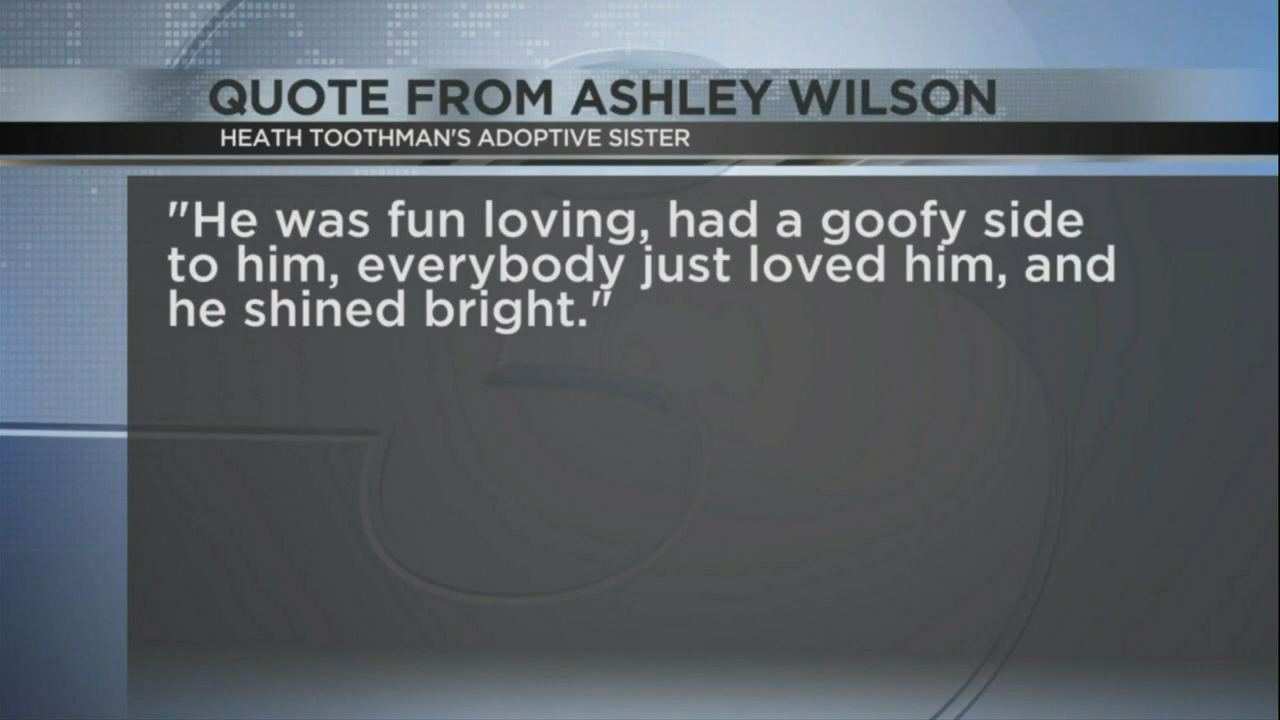 QUOTE FROM ASHLEY WILSON
HEATH TOOTHMAN'S ADOPTIVE SISTER
"He was fun loving, had a goofy side
to him, everybody just loved him, and
he shined bright."